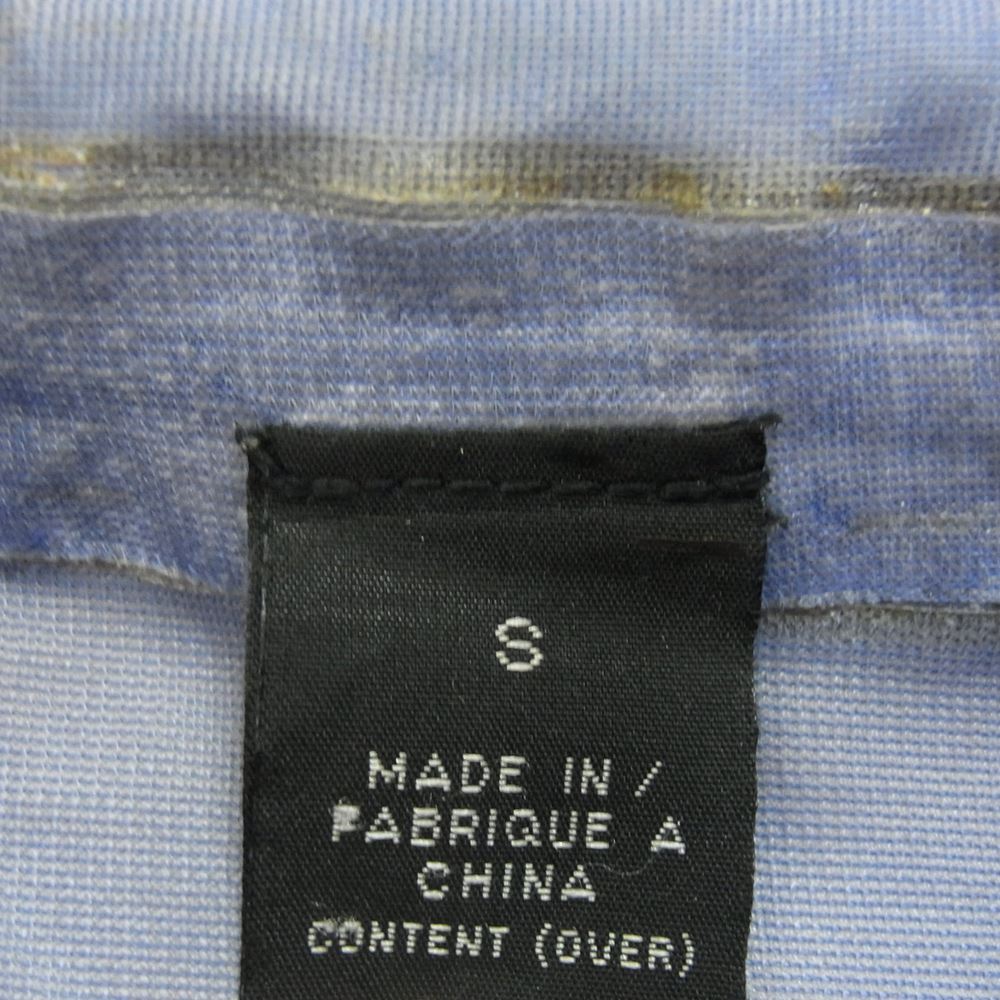 S
MADE IN /
FABRIQUE A
CHINA
CONTENT (OVER)